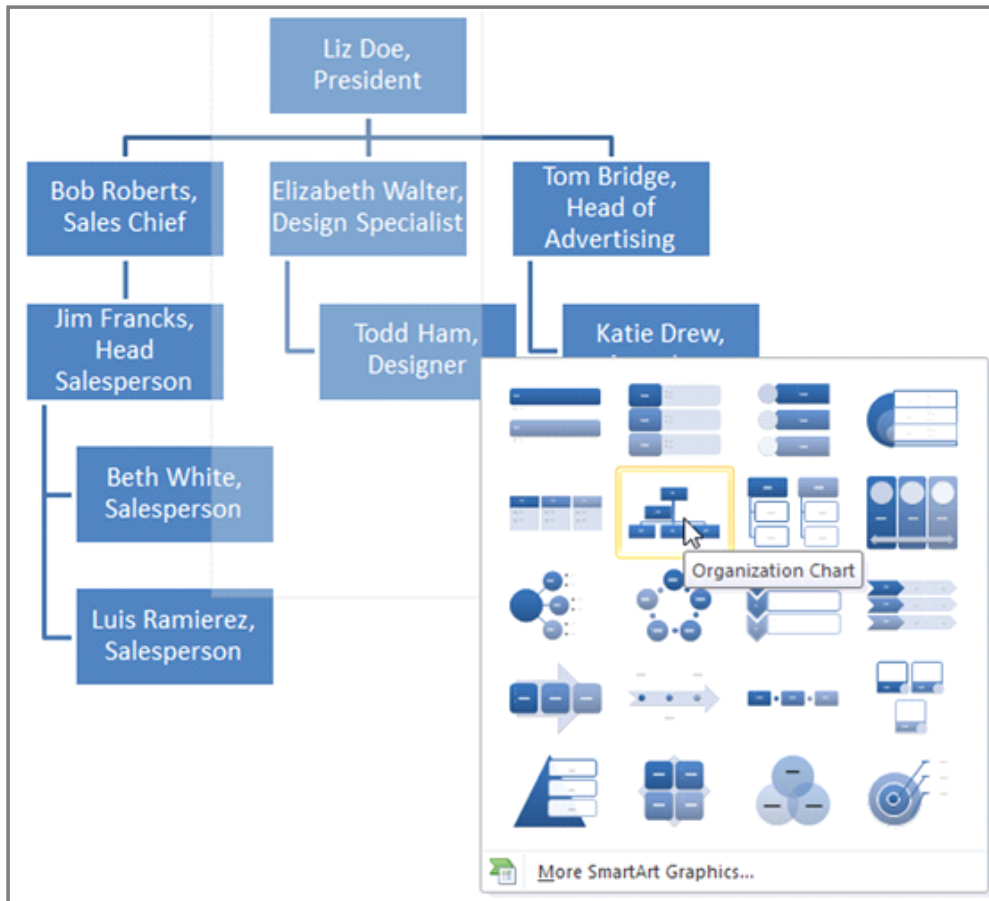 Liz Doe,
President
Bob Roberts,
Sales Chief
Elizabeth Walter,
Design Specialist
Tom Bridge,
Head of
Advertising
Jim Francks,
Head
Salesperson
Todd Ham,
Designer
Katie Drew,
Beth White,
Salesperson
Luis Ramierez,
Salesperson
Organization Chart
More SmartArt Graphics...